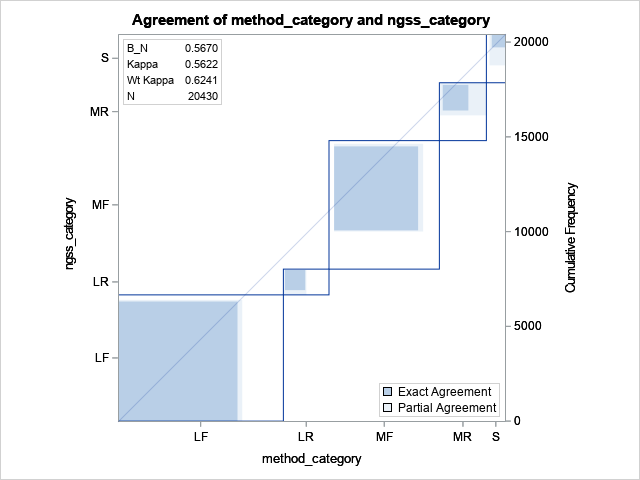 Agreement of method_category and ngss_category
B_N 0.5670
Kappa 0.5622
Wt Kappa 0.6241
N 20430
S
MR
MF
LR
LF
ngss_category
20000
15000
10000
5000
0
Cumulative Frequency
Exact Agreement
Partial Agreement
LF LR MF MR S
method_category